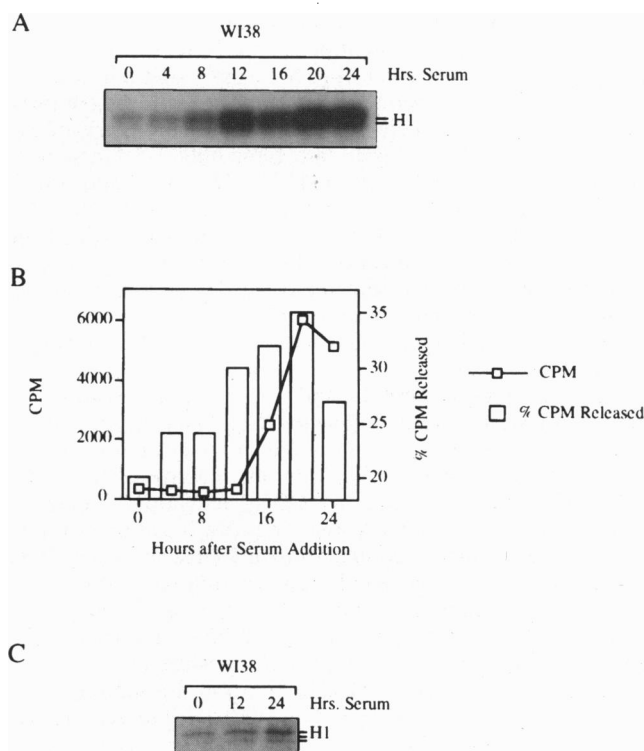 A
WI38
0 4 8 12 16 20 24 Hrs. Serum
H1
B
6000
4000
2000
0
CPM
35
30
25
20
% CPM Released
0 8 16 24
Hours after Serum Addition
CPM
% CPM Released
C
WI38
0 12 24 Hrs. Serum
H1